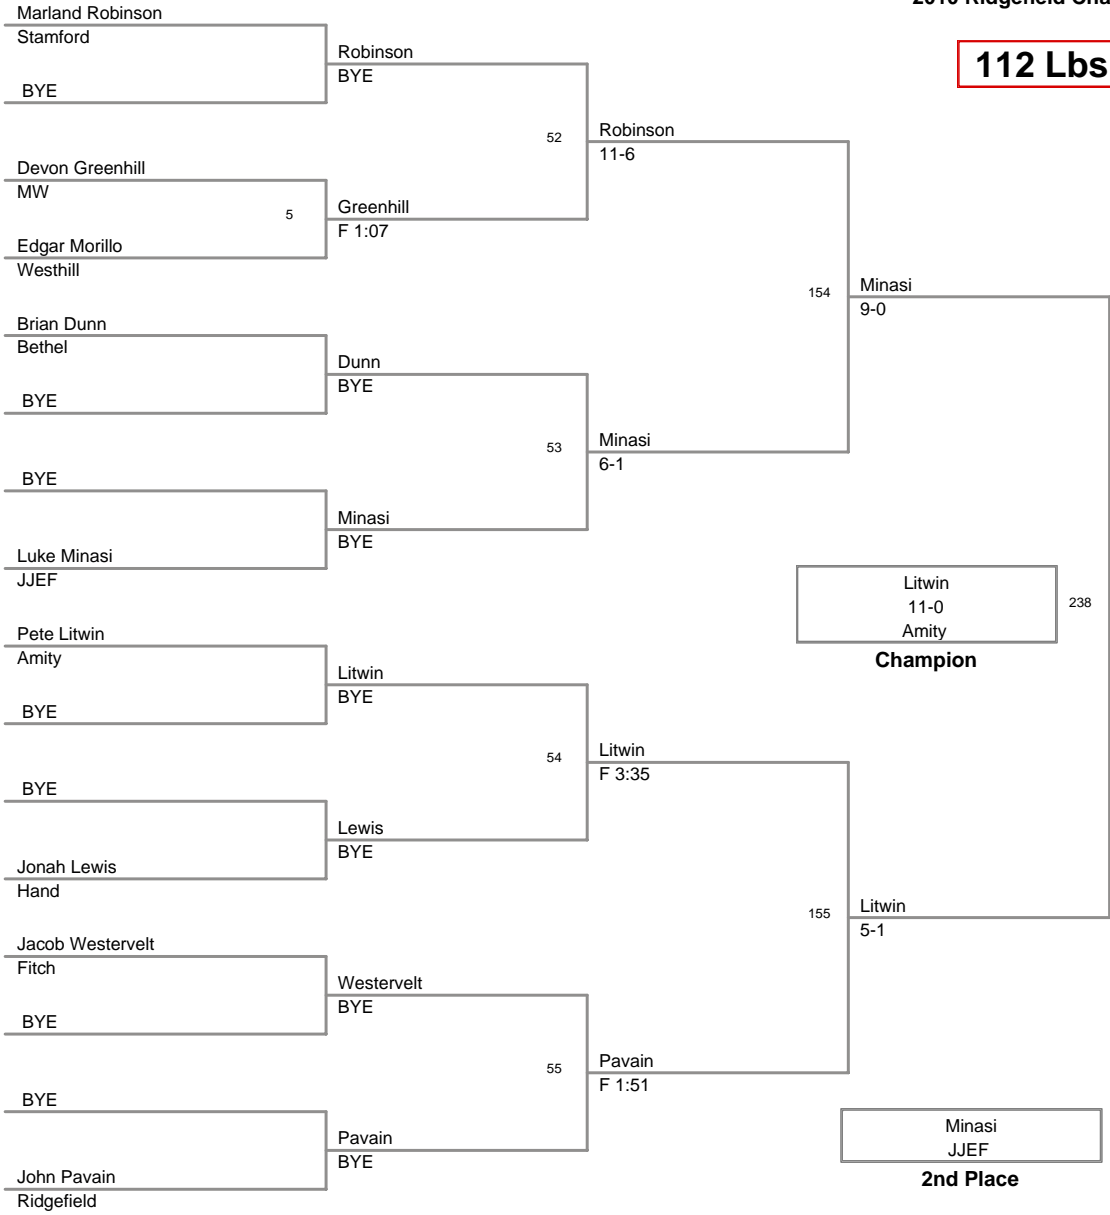 2010 Ridgefield Cha
112 Lbs
Marland Robinson
Stamford
BYE
Devon Greenhill
MW
5
Edgar Morillo
Westhill
Brian Dunn
Bethel
BYE
BYE
Luke Minasi
JJEF
Pete Litwin
Amity
BYE
BYE
Jonah Lewis
Hand
Jacob Westervelt
Fitch
BYE
BYE
John Pavain
Ridgefield
Robinson
BYE
52
Greenhill
F 1:07
Dunn
BYE
53
Minasi
BYE
Litwin
BYE
54
Lewis
BYE
Westervelt
BYE
55
Pavain
BYE
Robinson
11-6
154
Minasi
6-1
Litwin
F 3:35
155
Pavain
F 1:51
Minasi
9-0
Litwin
5-1
Litwin
11-0
Amity
238
Champion
Minasi
JJEF
2nd Place